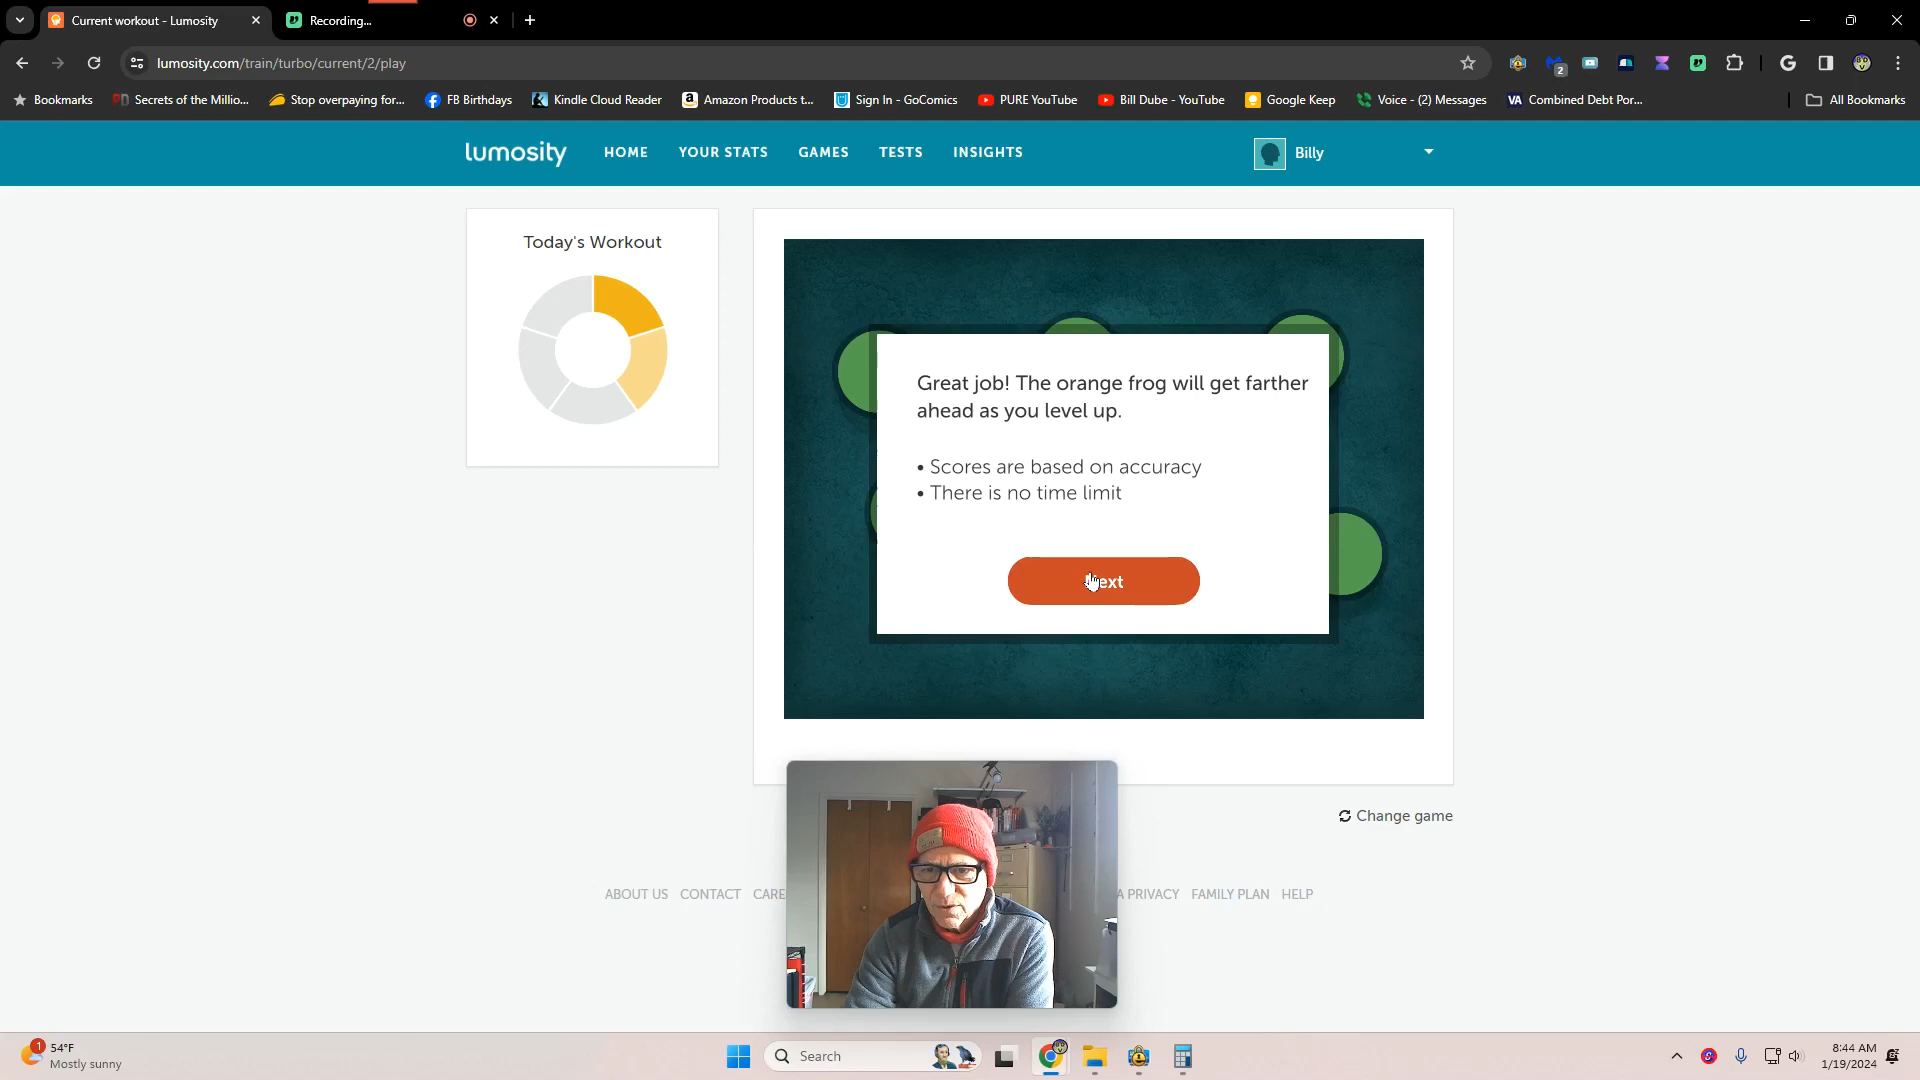 Current workout - Lumosity
Recording...
lumosity.com/train/turbo/current/2/play
2
Bookmarks
Secrets of the Millio...
Stop overpaying for...
FB Birthdays
Kindle Cloud Reader
Amazon Products t...
Sign In - GoComics
PURE YouTube
Bill Dube - YouTube
Google Keep
Voice - (2) Messages
VA Combined Debt Por...
All Bookmarks
lumosity
HOME
YOUR STATS
GAMES
TESTS
INSIGHTS
Billy
Today's Workout
Great job! The orange frog will get farther
ahead as you level up.
• Scores are based on accuracy
• There is no time limit
Next
Change game
ABOUT US
CONTACT
CARE
A PRIVACY
FAMILY PLAN
HELP
1
54°F
Mostly sunny
Search
8:44 AM
1/19/2024